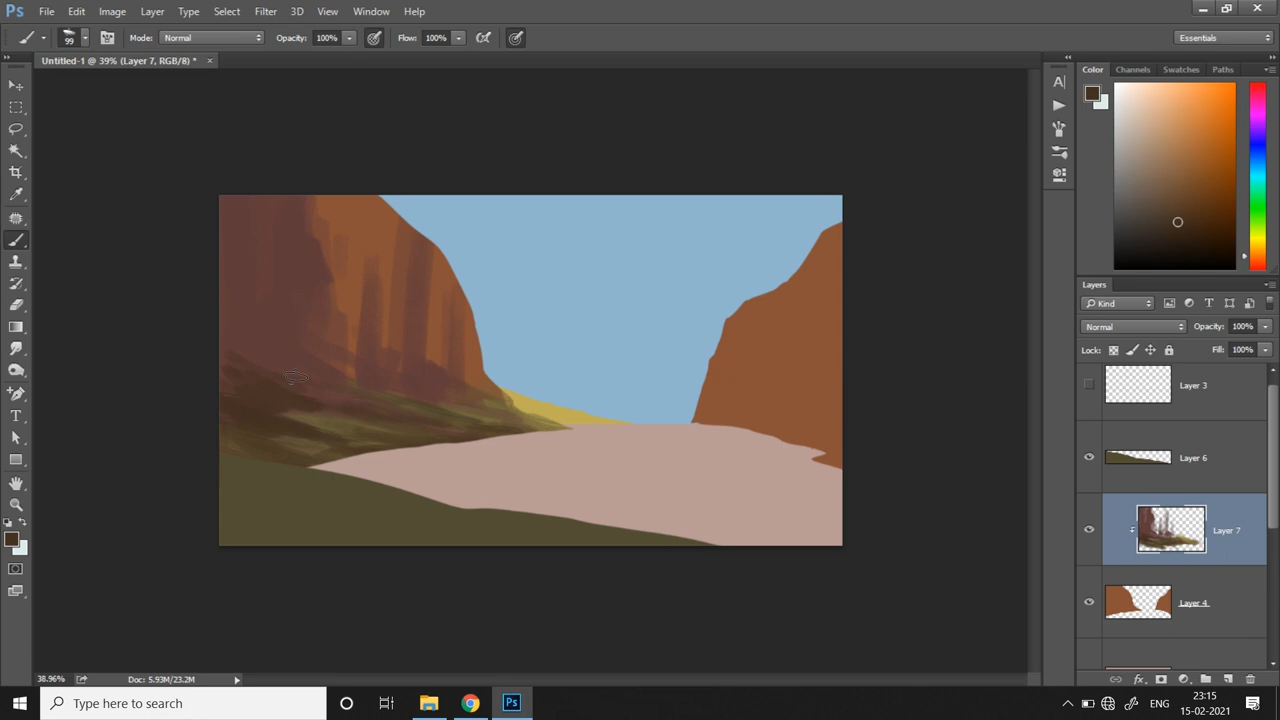 Ps File Edit Image Layer Type Select Filter 3D View Window Help
99 Mode: Normal Opacity: 100% Flow: 100% Essentials
Untitled-1 @ 39% (Layer 7, RGB/8) * ×
Color Channels Swatches Paths
Layers
Kind
Normal Opacity: 100%
Lock: Fill: 100%
Layer 3
Layer 6
Layer 7
Layer 4
38.96% Doc: 5.93M/23.2M
Type here to search
Ps
ENG
23:15
15-02-2021